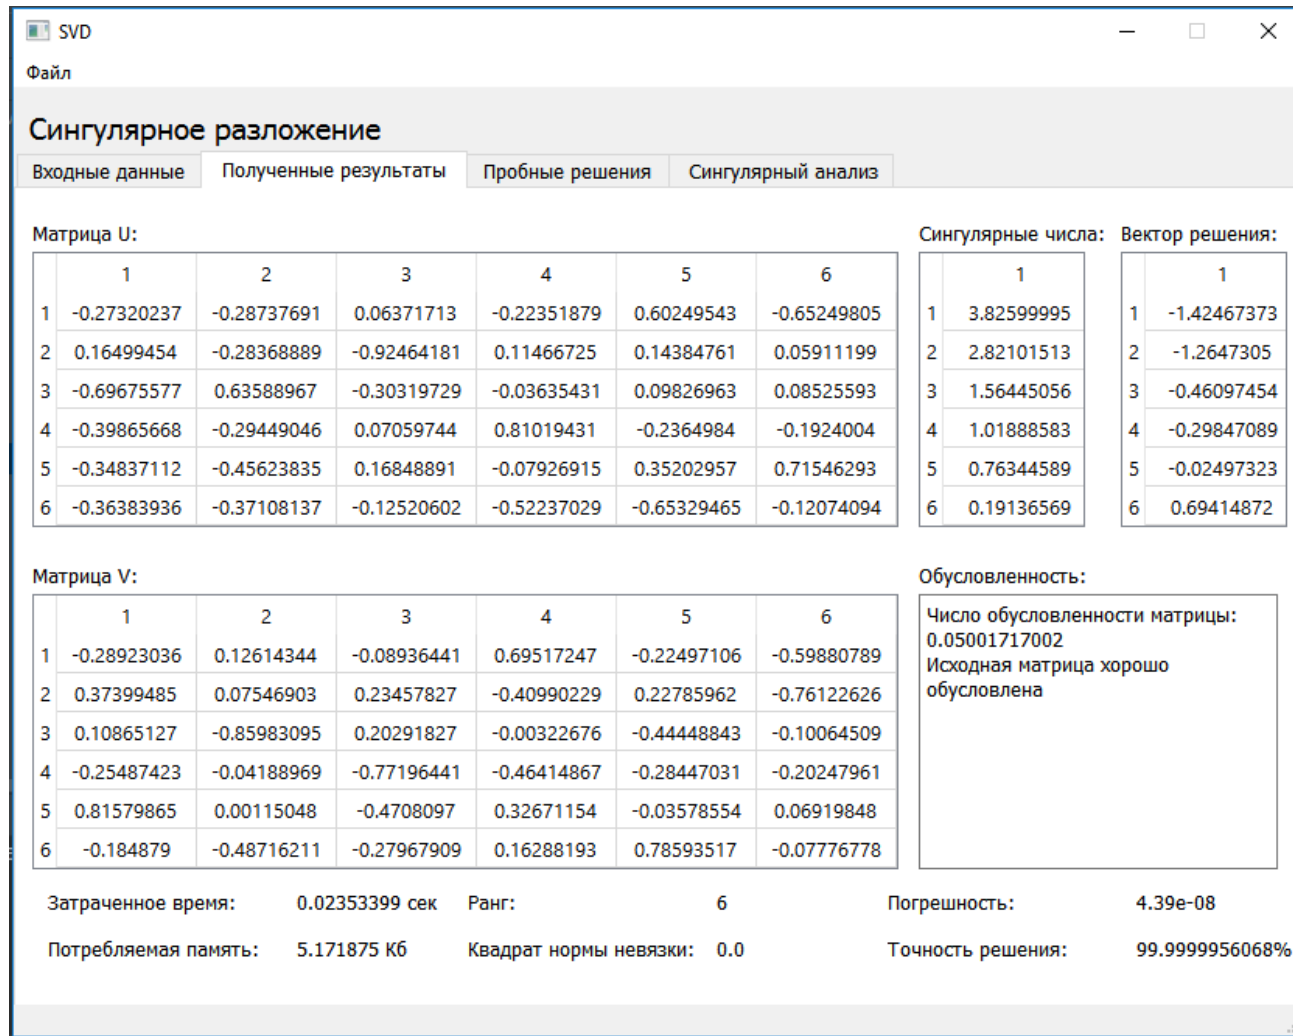 SVD
Файл
Сингулярное разложение
Входные данные Полученные результаты Пробные решения Сингулярный анализ
Матрица U:
1 2 3 4 5 6
1 -0.27320237 -0.28737691 0.06371713 -0.22351879 0.60249543 -0.65249805
2 0.16499454 -0.28368889 -0.92464181 0.11466725 0.14384761 0.05911199
3 -0.69675577 0.63588967 -0.30319729 -0.03635431 0.09826963 0.08525593
4 -0.39865668 -0.29449046 0.07059744 0.81019431 -0.2364984 -0.1924004
5 -0.34837112 -0.45623835 0.16848891 -0.07926915 0.35202957 0.71546293
6 -0.36383936 -0.37108137 -0.12520602 -0.52237029 -0.65329465 -0.12074094
Сингулярные числа:
1
1 3.82599995
2 2.82101513
3 1.56445056
4 1.01888583
5 0.76344589
6 0.19136569
Вектор решения:
1
1 -1.42467373
2 -1.2647305
3 -0.46097454
4 -0.29847089
5 -0.02497323
6 0.69414872
Матрица V:
1 2 3 4 5 6
1 -0.28923036 0.12614344 -0.08936441 0.69517247 -0.22497106 -0.59880789
2 0.37399485 0.07546903 0.23457827 -0.40990229 0.22785962 -0.76122626
3 0.10865127 -0.85983095 0.20291827 -0.00322676 -0.44448843 -0.10064509
4 -0.25487423 -0.04188969 -0.77196441 -0.46414867 -0.28447031 -0.20247961
5 0.81579865 0.00115048 -0.4708097 0.32671154 -0.03578554 0.06919848
6 -0.184879 -0.48716211 -0.27967909 0.16288193 0.78593517 -0.07776778
Обусловленность:
Число обусловленности матрицы:
0.05001717002
Исходная матрица хорошо
обусловлена
Затраченное время: 0.02353399 сек Ранг: 6 Погрешность: 4.39e-08
Потребляемая память: 5.171875 Кб Квадрат нормы невязки: 0.0 Точность решения: 99.9999956068%